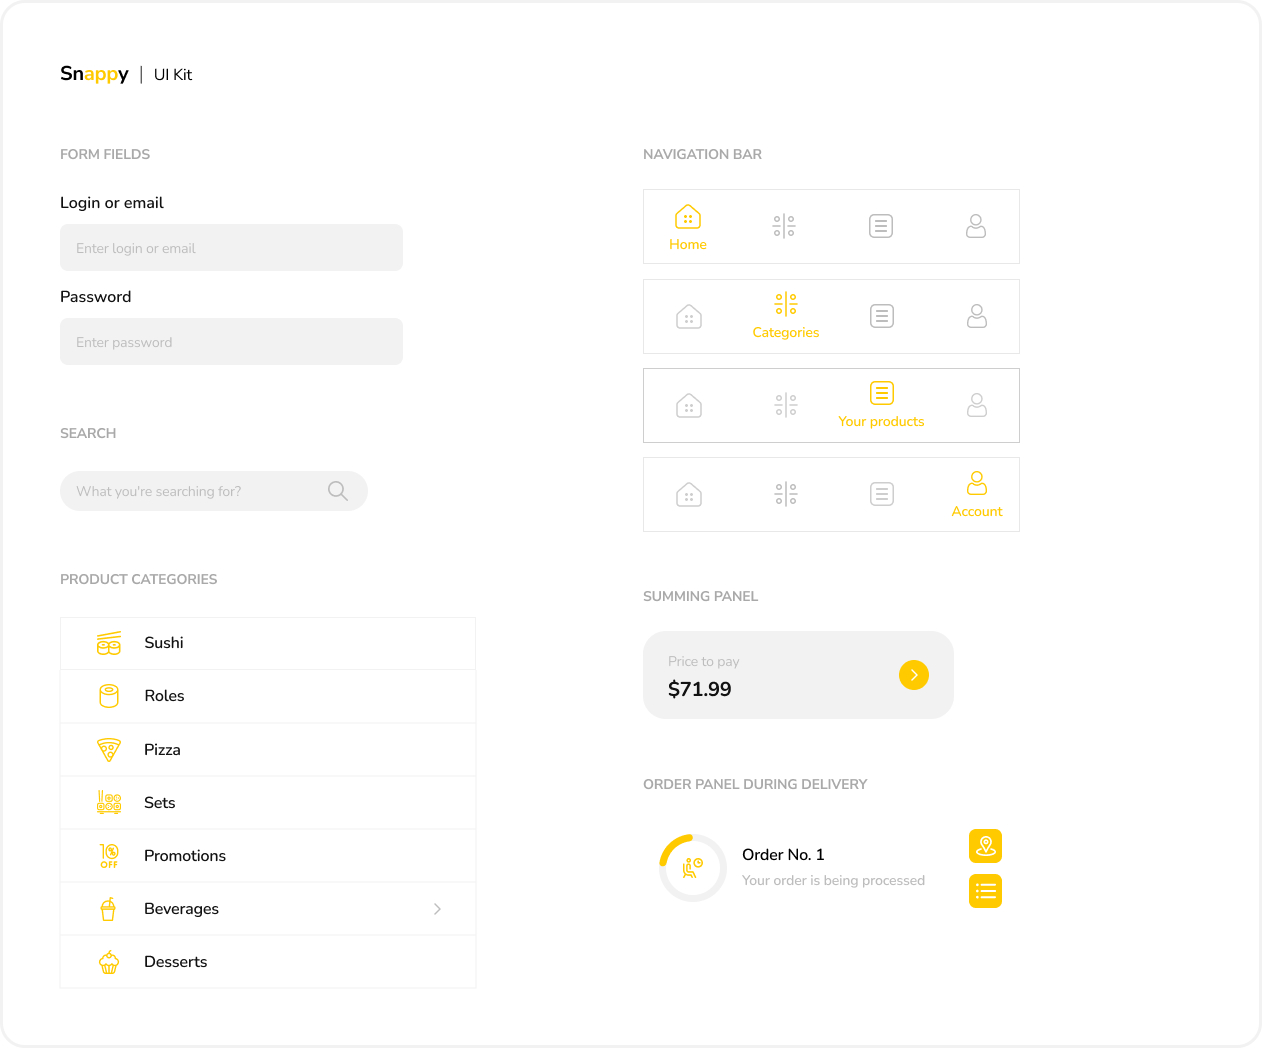 Snappy | UI Kit
FORM FIELDS
Login or email
Enter login or email
Password
Enter password
SEARCH
What you're searching for?
PRODUCT CATEGORIES
Sushi
Roles
Pizza
Sets
10% OFF
Promotions
Beverages
Desserts
NAVIGATION BAR
Home
Categories
Your products
Account
SUMMING PANEL
Price to pay
$71.99
ORDER PANEL DURING DELIVERY
Order No. 1
Your order is being processed